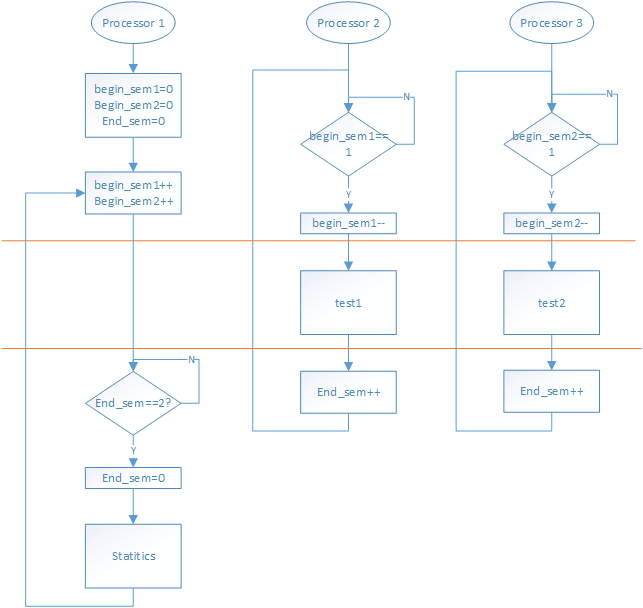 Processor 1
Processor 2
Processor 3
begin_sem1=0
Begin_sem2=0
End_sem=0
N
N
begin_sem1==
1
begin_sem2==
1
begin_sem1++
Begin_sem2++
Y
Y
begin_sem1--
begin_sem2--
test1
test2
N
End_sem++
End_sem++
End_sem==2?
Y
End_sem=0
Statitics